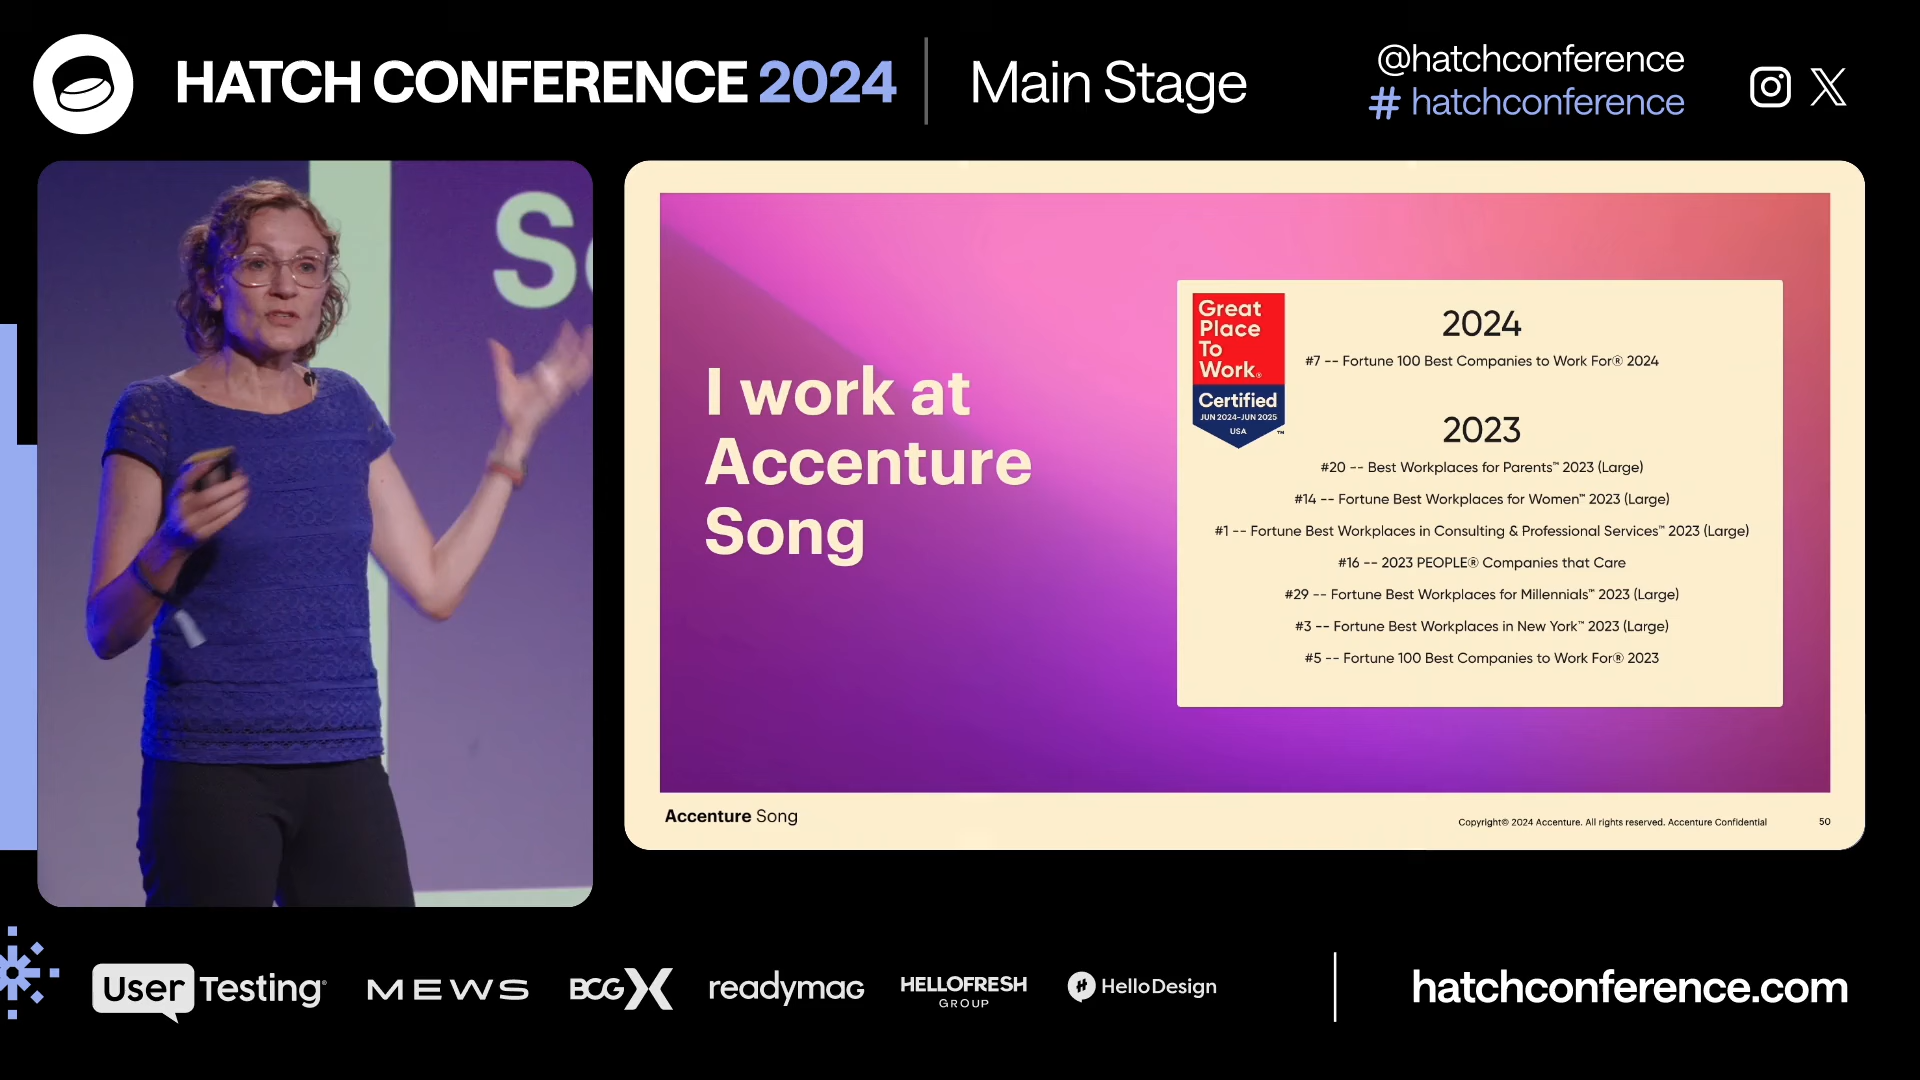 HATCH CONFERENCE 2024
Main Stage
@hatchconference
# hatchconference
I work at
Accenture
Song
Great
Place
To
Work®
Certified
JUN 2024-JUN 2025
USA
™
2024
#7 -- Fortune 100 Best Companies to Work For® 2024
2023
#20 -- Best Workplaces for Parents™ 2023 (Large)
#14 -- Fortune Best Workplaces for Women™ 2023 (Large)
#1 -- Fortune Best Workplaces in Consulting & Professional Services™ 2023 (Large)
#16 -- 2023 PEOPLE® Companies that Care
#29 -- Fortune Best Workplaces for Millennials™ 2023 (Large)
#3 -- Fortune Best Workplaces in New York™ 2023 (Large)
#5 -- Fortune 100 Best Companies to Work For® 2023
Accenture Song
Copyright© 2024 Accenture. All rights reserved. Accenture Confidential
50
UserTesting®
MEWS
BCG X
readymag
HELLOFRESH
GROUP
HelloDesign
hatchconference.com